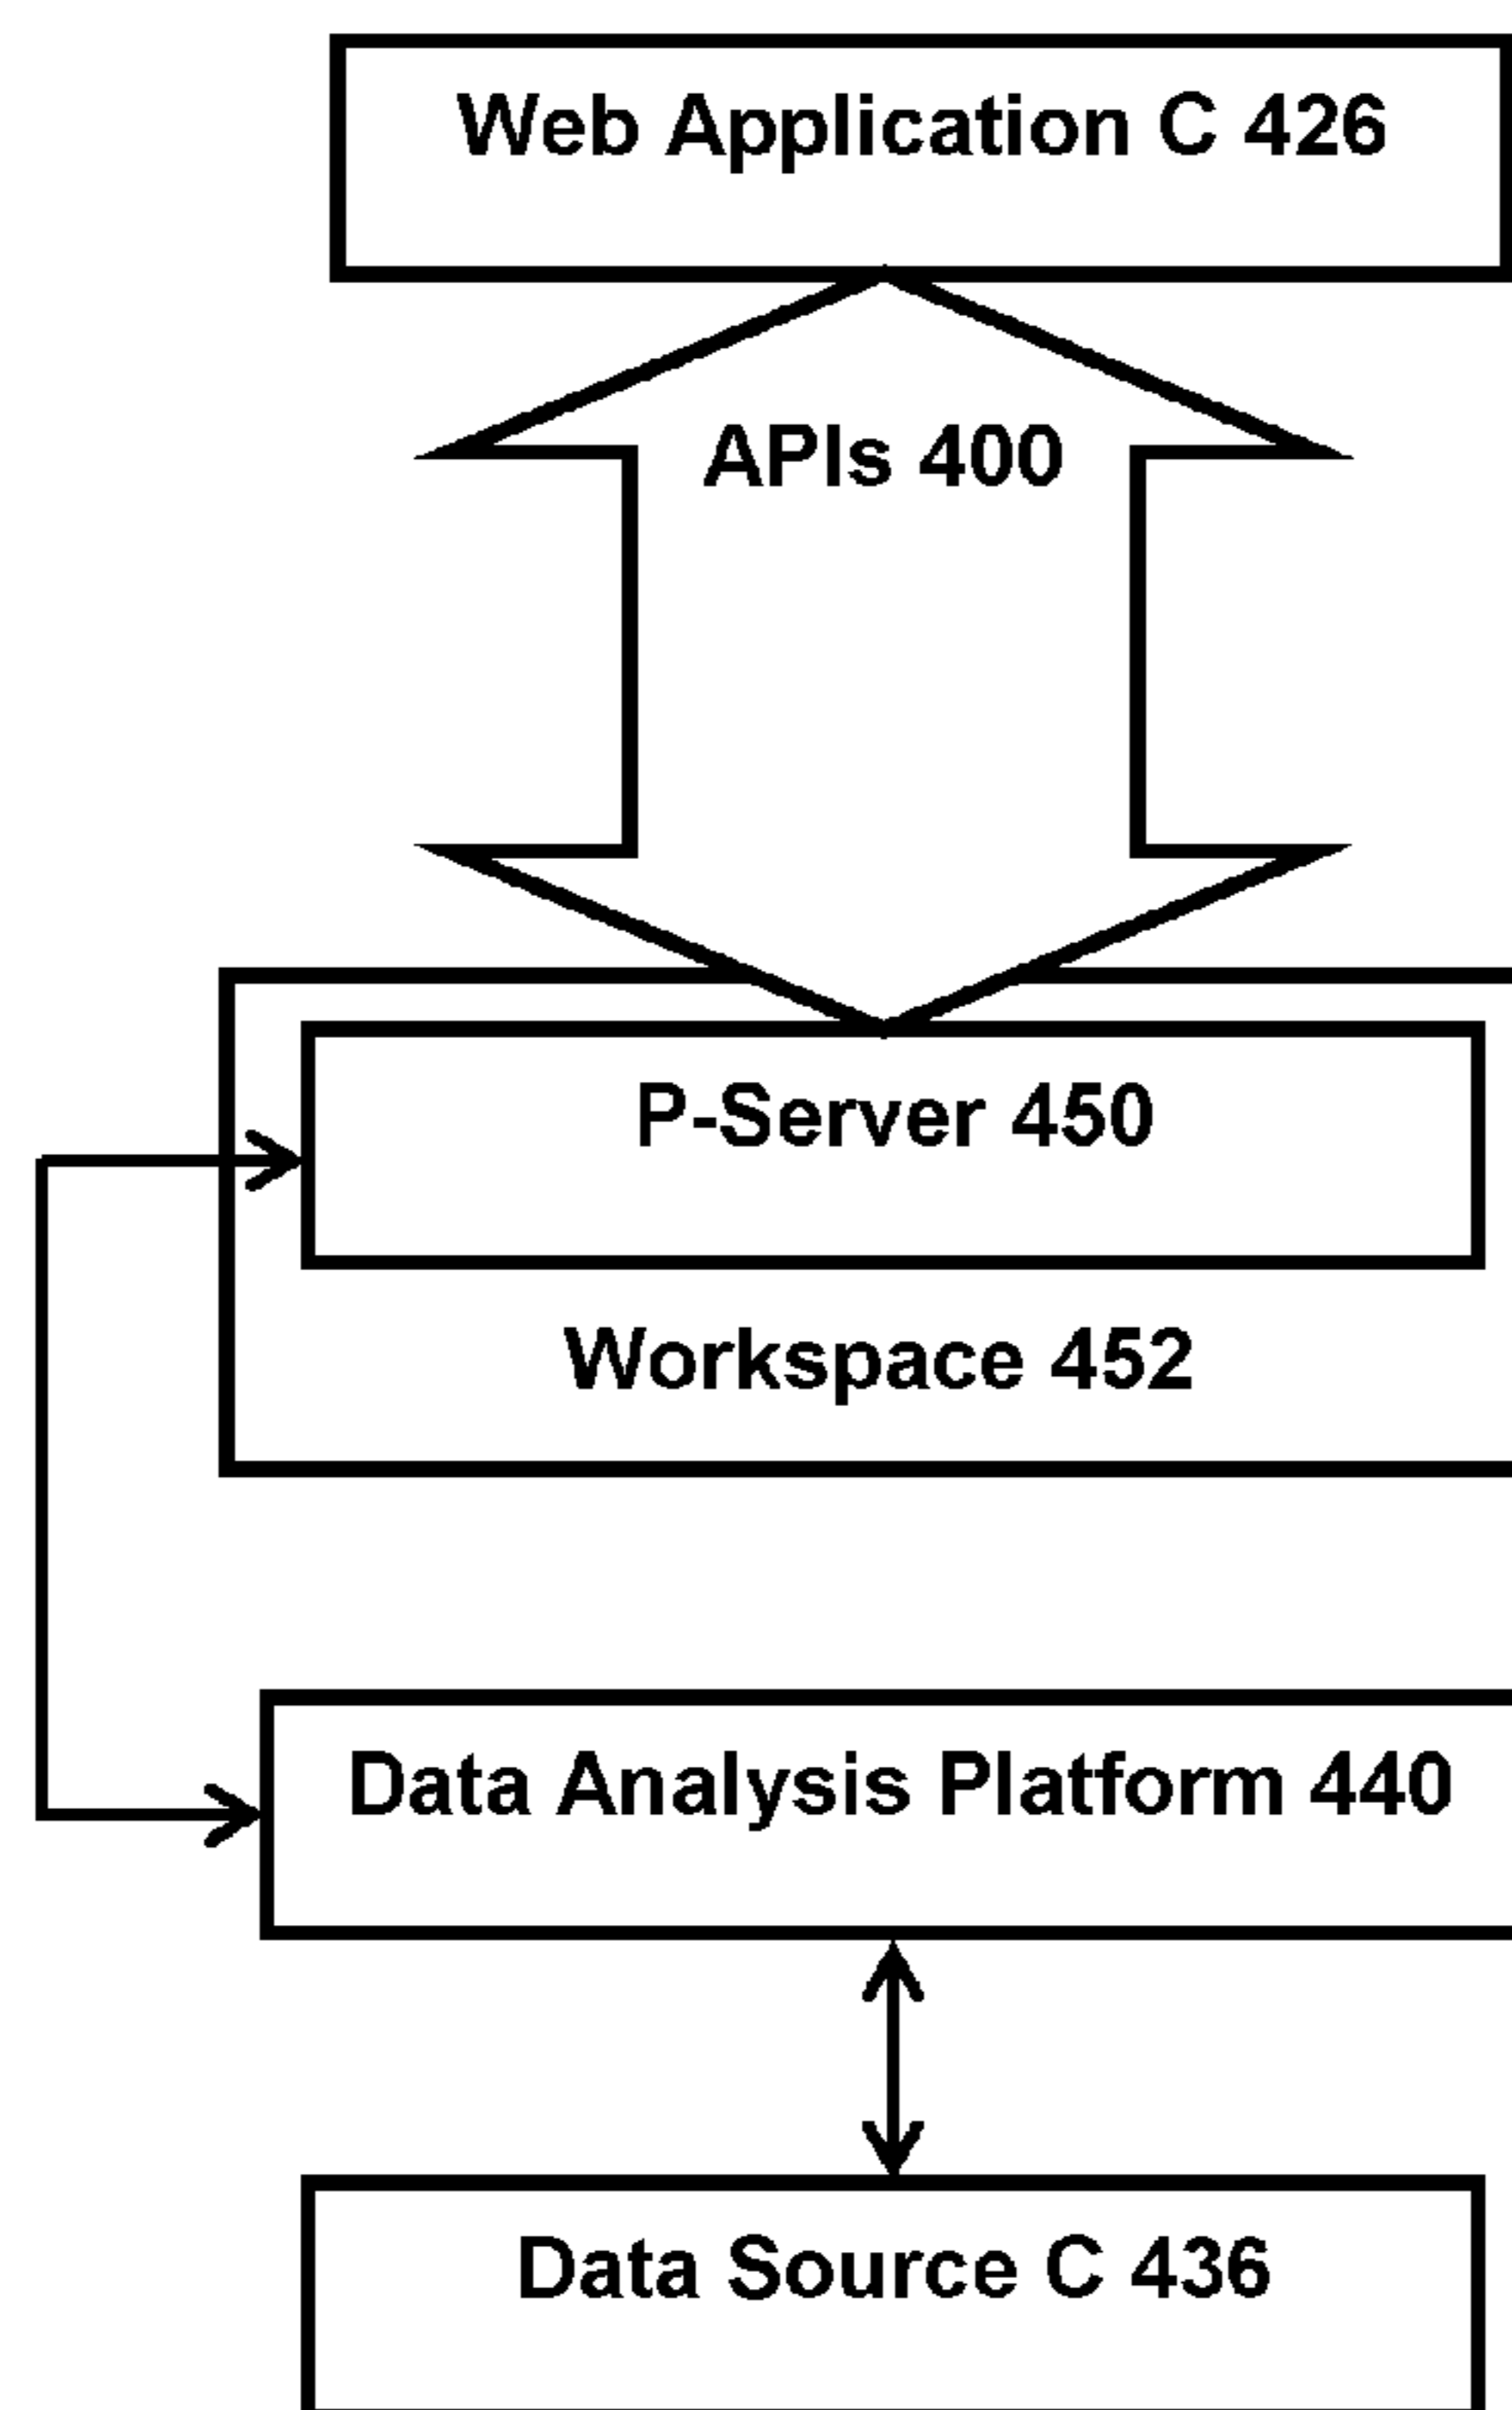 Web Application C 426
APIs 400
P-Server 450
Workspace 452
Data Analysis Platform 440
Data Source C 436